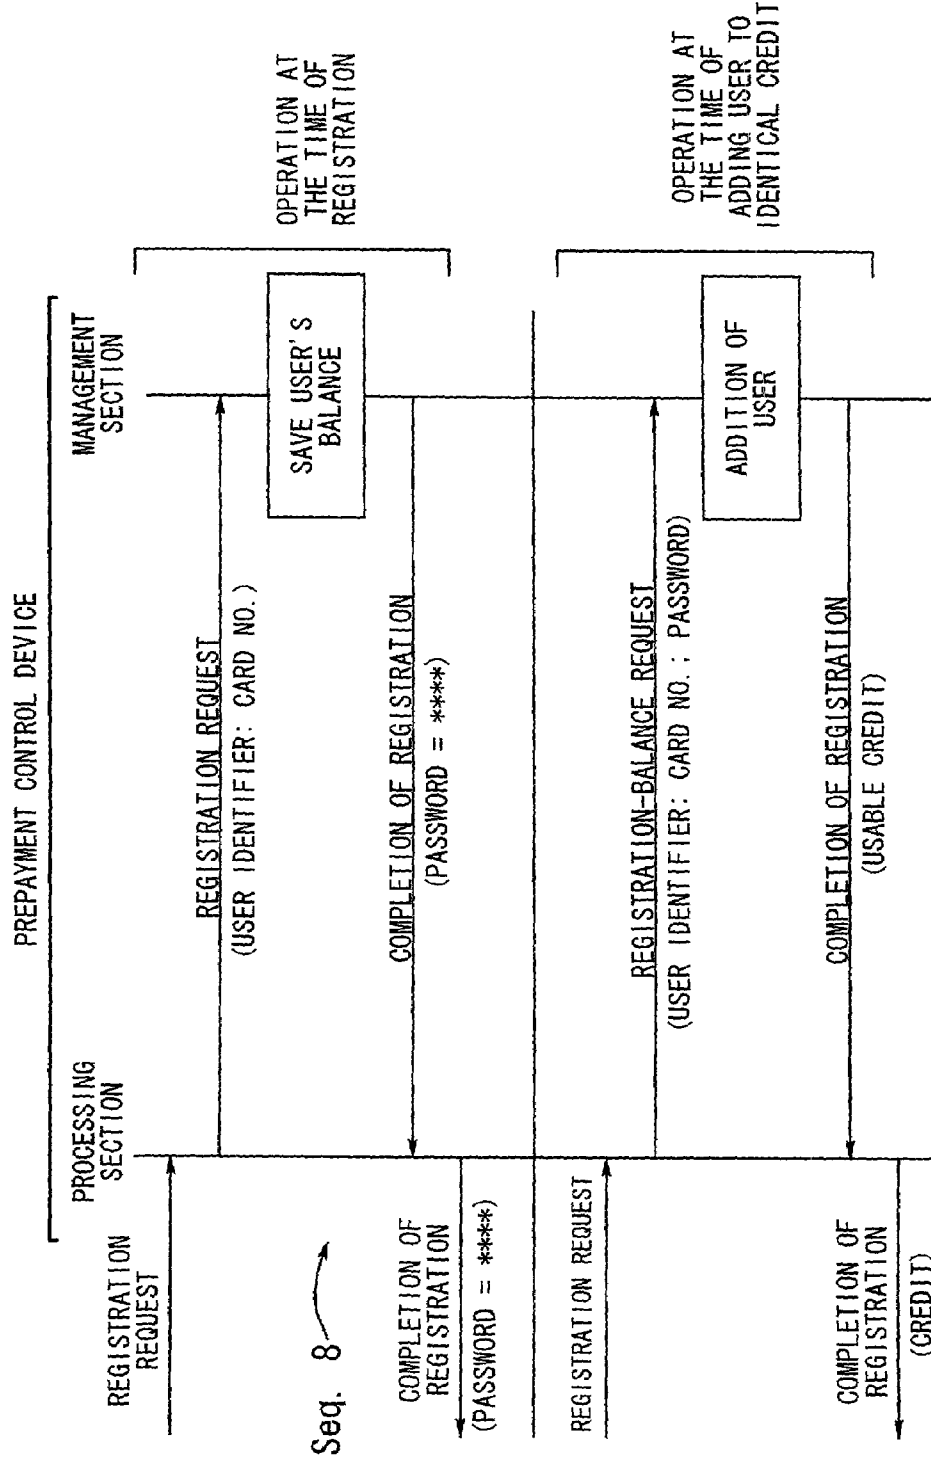 PREPAYMENT CONTROL DEVICE
PROCESSING
SECTION
MANAGEMENT
SECTION
REGISTRATION
REQUEST
REGISTRATION REQUEST
(USER IDENTIFIER: CARD NO.)
Seq. 8
SAVE USER'S
BALANCE
OPERATION AT
THE TIME OF
REGISTRATION
COMPLETION OF REGISTRATION
(PASSWORD = ****)
COMPLETION OF
REGISTRATION
(PASSWORD = ****)
REGISTRATION REQUEST
REGISTRATION-BALANCE REQUEST
(USER IDENTIFIER: CARD NO.; PASSWORD)
ADDITION OF
USER
OPERATION AT
THE TIME OF
ADDING USER TO
IDENTICAL CREDIT
COMPLETION OF REGISTRATION
(USABLE CREDIT)
COMPLETION OF
REGISTRATION
(CREDIT)